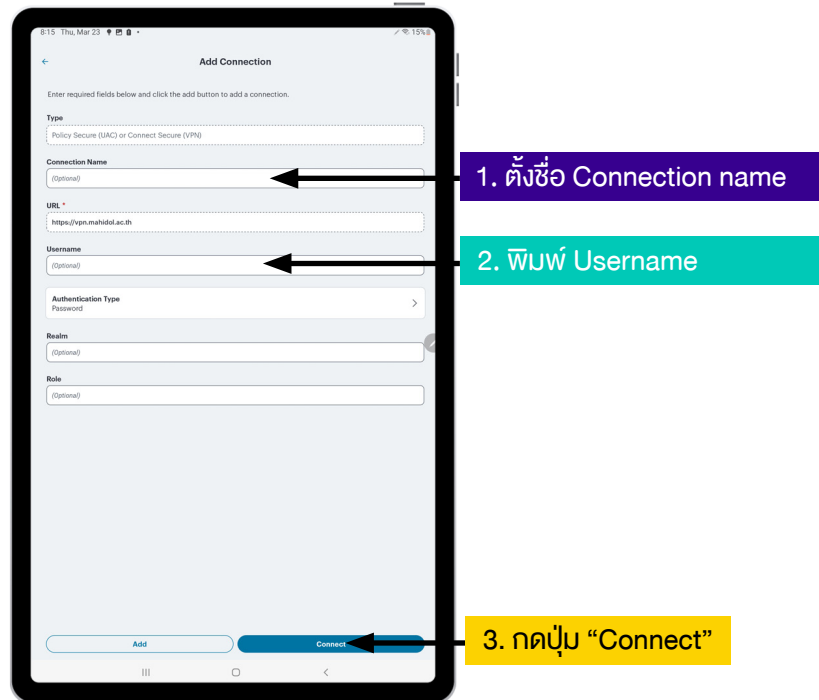 8:15 Thu, Mar 23
15%
Add Connection
Enter required fields below and click the add button to add a connection.
Type
Policy Secure (UAC) or Connect Secure (VPN)
Connection Name
(Optional)
1. ตั้งชื่อ Connection name
URL *
https://vpn.mahidol.ac.th
Username
(Optional)
2. พิมพ์ Username
Authentication Type
Password
Realm
(Optional)
Role
(Optional)
Add
Connect
3. กดปุ่ม “Connect”